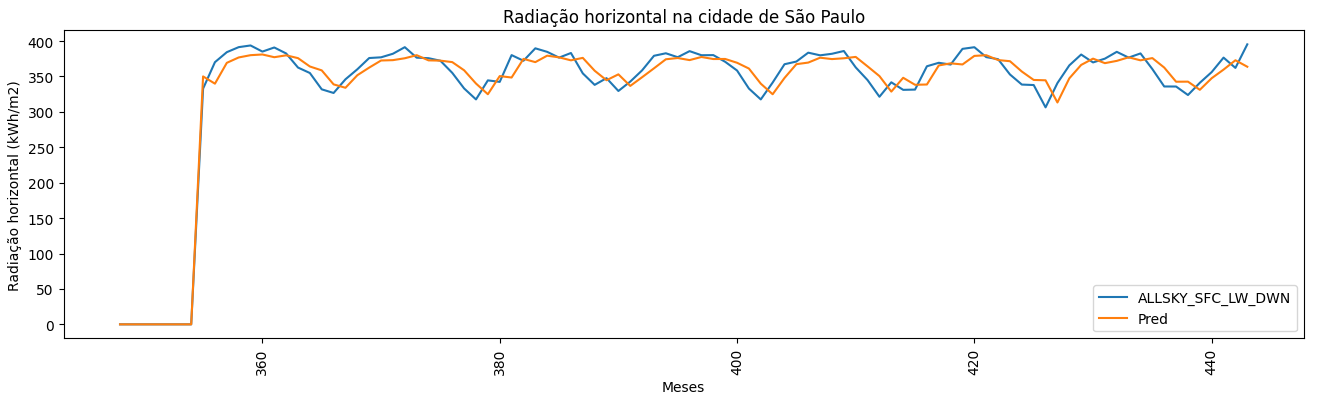 Radiação horizontal na cidade de São Paulo
Radiação horizontal (kWh/m2)
400
350
300
250
200
150
100
50
0
ALLSKY_SFC_LW_DWN
Pred
360
380
400
420
440
Meses